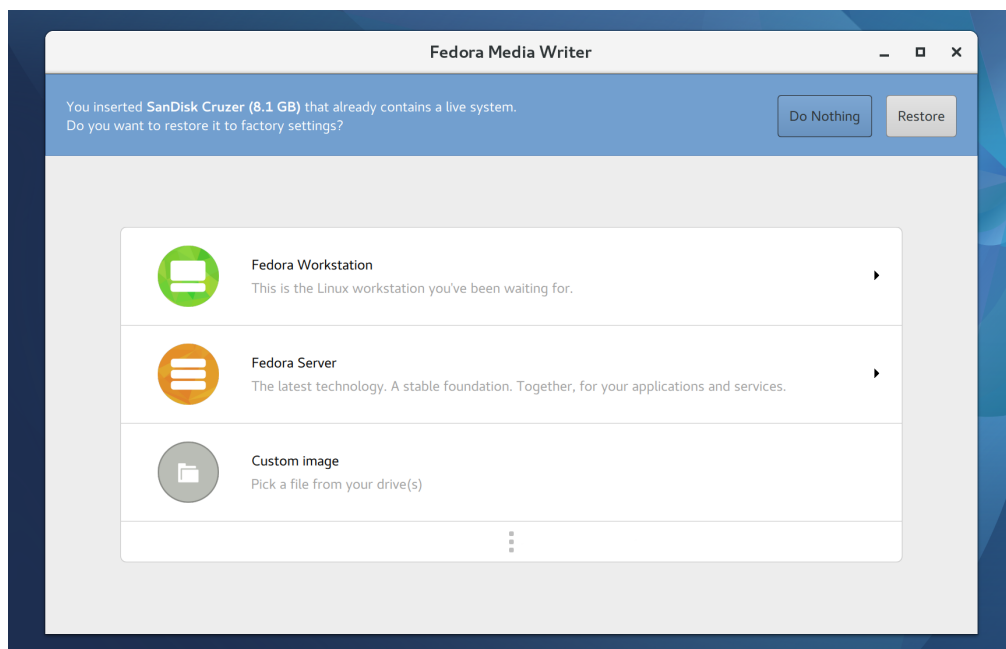 Fedora Media Writer
You inserted SanDisk Cruzer (8.1 GB) that already contains a live system.
Do you want to restore it to factory settings?
Do Nothing
Restore
Fedora Workstation
This is the Linux workstation you've been waiting for.
Fedora Server
The latest technology. A stable foundation. Together, for your applications and services.
Custom image
Pick a file from your drive(s)